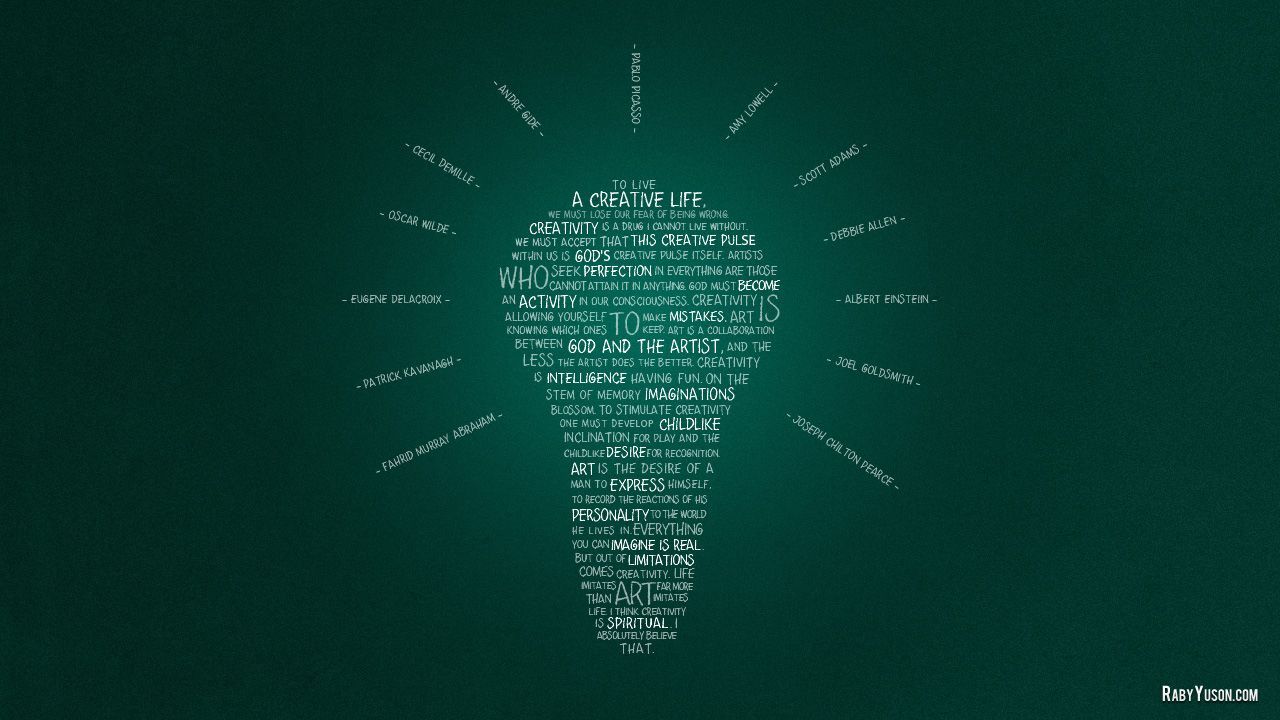 - PABLO PICASSO -
- ANDRE GIDE -
- AMY LOWELL -
- CECIL DEMILLE -
- SCOTT ADAMS -
- OSCAR WILDE -
- DEBBIE ALLEN -
- EUGENE DELACROIX -
- ALBERT EINSTEIIN -
- PATRICK KAVANAGH -
- JOEL GOLDSMITH -
- FAHRID MURRAY ABRAHAM -
- JOSEPH CHILTON PEARCE -
TO LIVE
A CREATIVE LIFE,
WE MUST LOSE OUR FEAR OF BEING WRONG.
CREATIVITY IS A DRUG I CANNOT LIVE WITHOUT.
WE MUST ACCEPT THAT THIS CREATIVE PULSE
WITHIN US IS GOD'S CREATIVE PULSE ITSELF. ARTISTS
WHO SEEK PERFECTION IN EVERYTHING ARE THOSE
CANNOT ATTAIN IT IN ANYTHING. GOD MUST BECOME
AN ACTIVITY IN OUR CONSCIOUSNESS. CREATIVITY IS
ALLOWING YOURSELF TO MAKE MISTAKES. ART
KNOWING WHICH ONES KEEP. ART IS A COLLABORATION
BETWEEN GOD AND THE ARTIST, AND THE
LESS THE ARTIST DOES THE BETTER. CREATIVITY
IS INTELLIGENCE HAVING FUN. ON THE
STEM OF MEMORY IMAGINATIONS
BLOSSOM. TO STIMULATE CREATIVITY
ONE MUST DEVELOP CHILDLIKE
INCLINATION FOR PLAY AND THE
CHILDLIKE DESIRE FOR RECOGNITION.
ART IS THE DESIRE OF A
MAN TO EXPRESS HIMSELF,
TO RECORD THE REACTIONS OF HIS
PERSONALITY TO THE WORLD
HE LIVES IN. EVERYTHING
YOU CAN IMAGINE IS REAL.
BUT OUT OF LIMITATIONS
COMES CREATIVITY. LIFE
IMITATES ART FAR MORE
THAN IMITATES
LIFE. I THINK CREATIVITY
IS SPIRITUAL. I
ABSOLUTELY BELIEVE
THAT.
RABYYUSON.COM